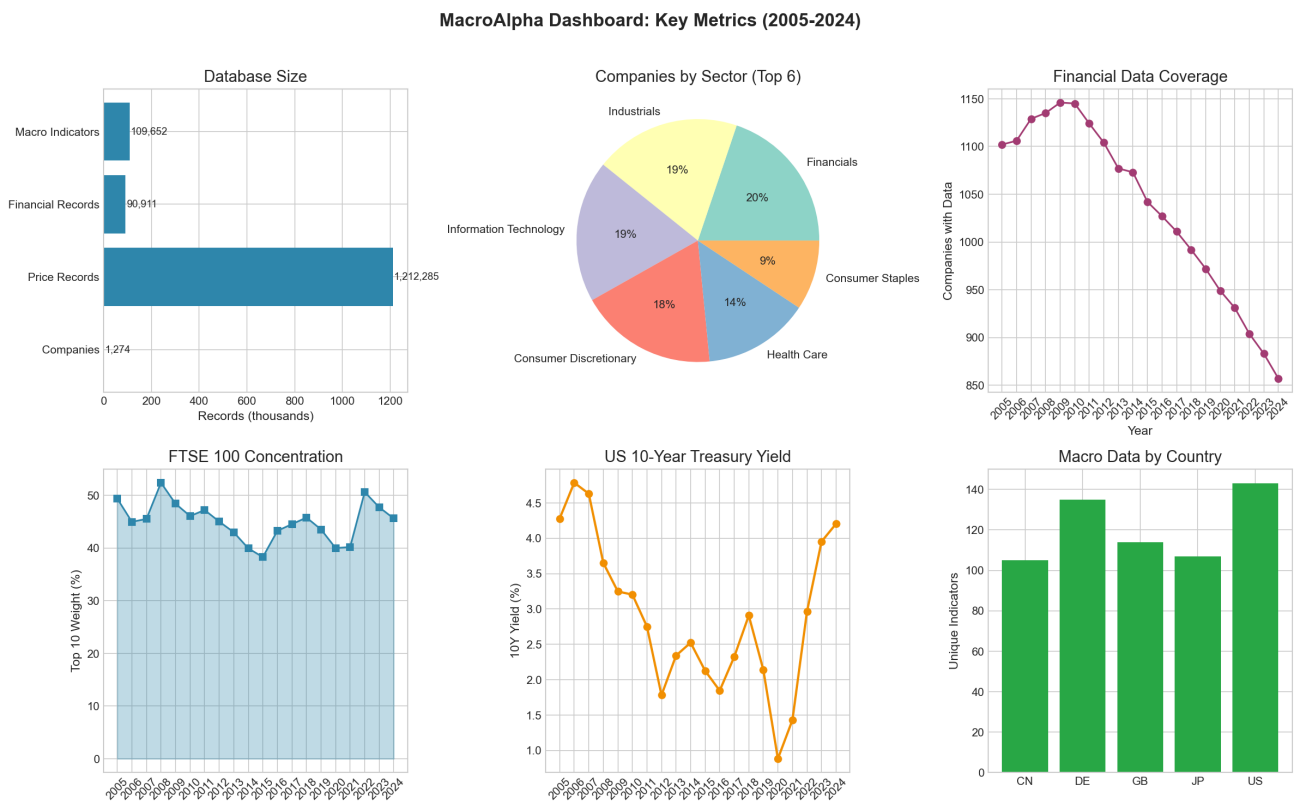 MacroAlpha Dashboard: Key Metrics (2005-2024)
Database Size
Macro Indicators
109,652
Financial Records
90,911
Price Records
1,212,285
Companies
1,274
0 200 400 600 800 1000 1200
Records (thousands)
Companies by Sector (Top 6)
Industrials
19%
Financials
20%
Information Technology
19%
Consumer Staples
9%
Consumer Discretionary
18%
Health Care
14%
Financial Data Coverage
Companies with Data
1150
1100
1050
1000
950
900
850
2005 2006 2007 2008 2009 2010 2011 2012 2013 2014 2015 2016 2017 2018 2019 2020 2021 2022 2023 2024
Year
FTSE 100 Concentration
Top 10 Weight (%)
50
40
30
20
10
0
2005 2006 2007 2008 2009 2010 2011 2012 2013 2014 2015 2016 2017 2018 2019 2020 2021 2022 2023 2024
US 10-Year Treasury Yield
10Y Yield (%)
4.5
4.0
3.5
3.0
2.5
2.0
1.5
1.0
2005 2006 2007 2008 2009 2010 2011 2012 2013 2014 2015 2016 2017 2018 2019 2020 2021 2022 2023 2024
Macro Data by Country
Unique Indicators
140
120
100
80
60
40
20
0
CN DE GB JP US